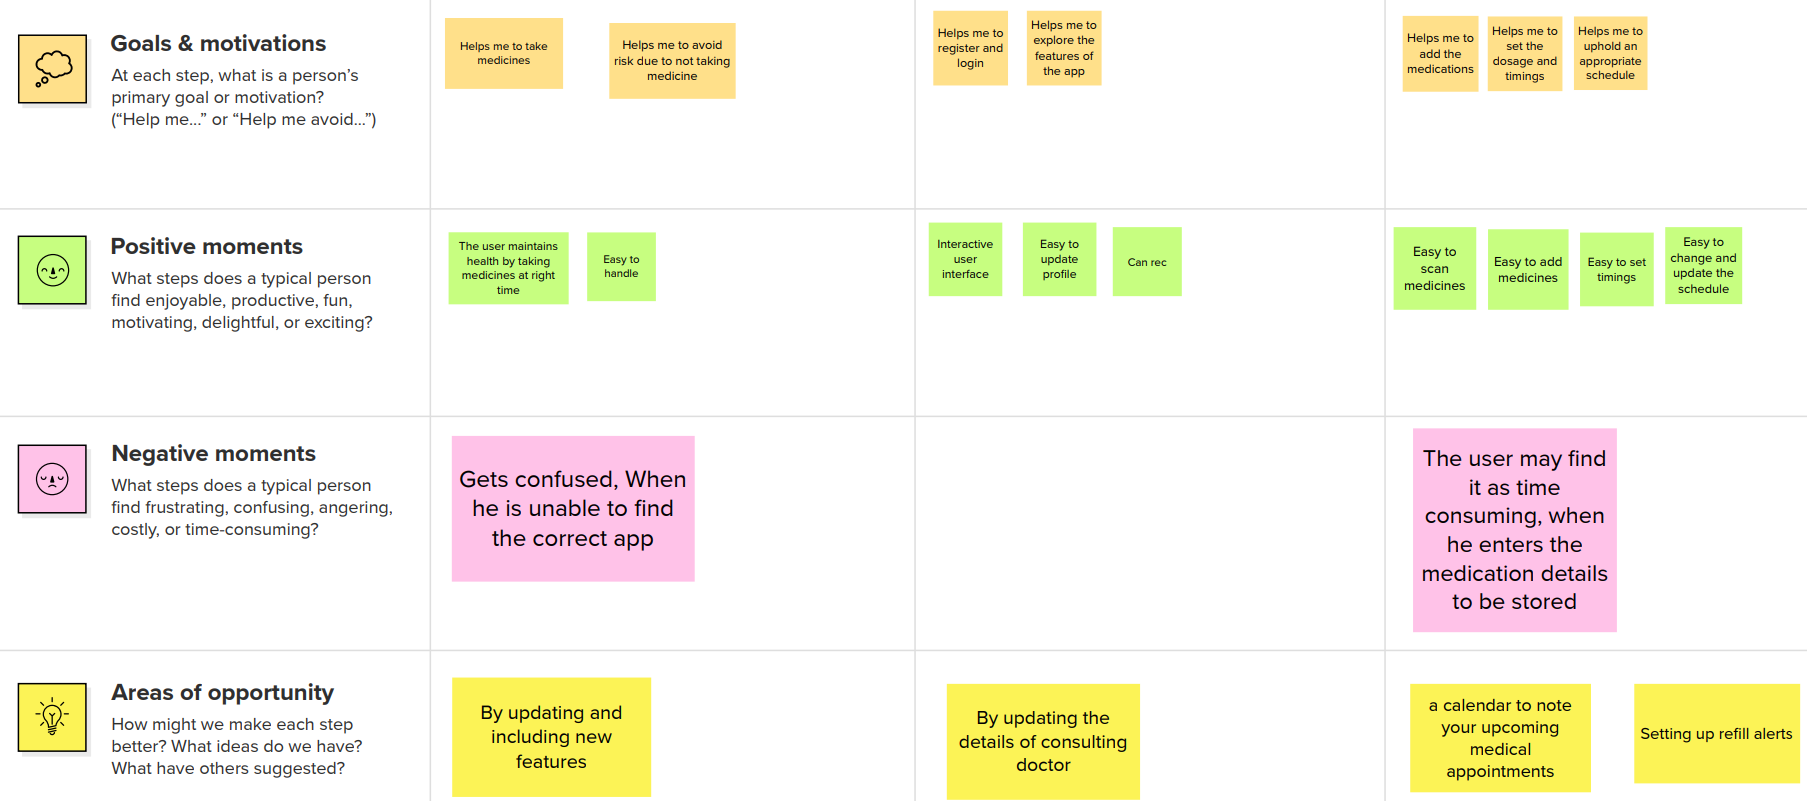 Goals & motivations
At each step, what is a person's
primary goal or motivation?
("Help me..." or "Help me avoid...")
Helps me to take
medicines
Helps me to avoid
risk due to not taking
medicine
Helps me to
register and
login
Helps me to
explore the
features of
the app
Helps me to
add the
medications
Helps me to
set the
dosage and
timings
Helps me to
uphold an
appropriate
schedule
Positive moments
What steps does a typical person
find enjoyable, productive, fun,
motivating, delightful, or exciting?
The user maintains
health by taking
medicines at right
time
Easy to
handle
Interactive
user
interface
Easy to
update
profile
Can rec
Easy to
scan
medicines
Easy to add
medicines
Easy to set
timings
Easy to
change and
update the
schedule
Negative moments
What steps does a typical person
find frustrating, confusing, angering,
costly, or time-consuming?
Gets confused, When
he is unable to find
the correct app
The user may find
it as time
consuming, when
he enters the
medication details
to be stored
Areas of opportunity
How might we make each step
better? What ideas do we have?
What have others suggested?
By updating and
including new
features
By updating the
details of consulting
doctor
a calendar to note
your upcoming
medical
appointments
Setting up refill alerts